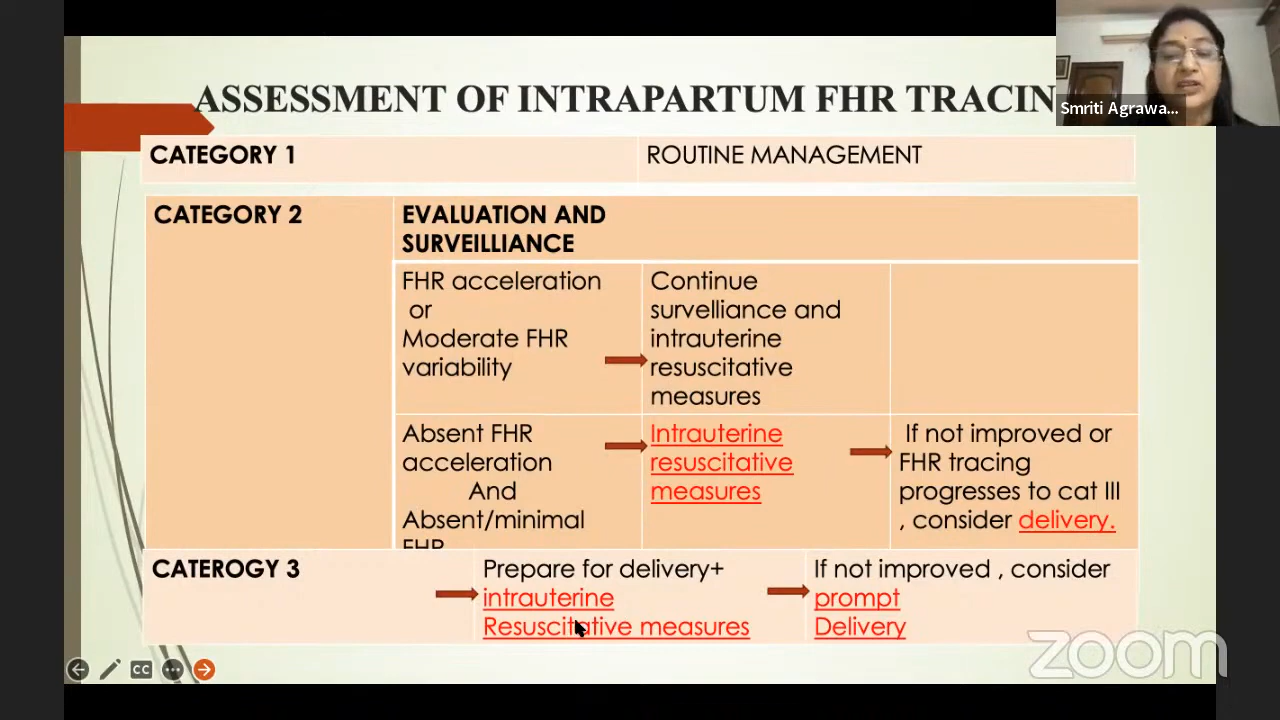 ASSESSMENT OF INTRAPARTUM FHR TRACIN
Smriti Agrawa...
CATEGORY 1
ROUTINE MANAGEMENT
CATEGORY 2
EVALUATION AND
SURVEILLIANCE
FHR acceleration
or
Moderate FHR
variability
Continue
survelliance and
intrauterine
resuscitative
measures
Absent FHR
acceleration
And
Absent/minimal
FHR
Intrauterine
resuscitative
measures
If not improved or
FHR tracing
progresses to cat III
, consider delivery.
CATEROGY 3
Prepare for delivery+
intrauterine
Resuscitative measures
If not improved , consider
prompt
Delivery
CC
zoom